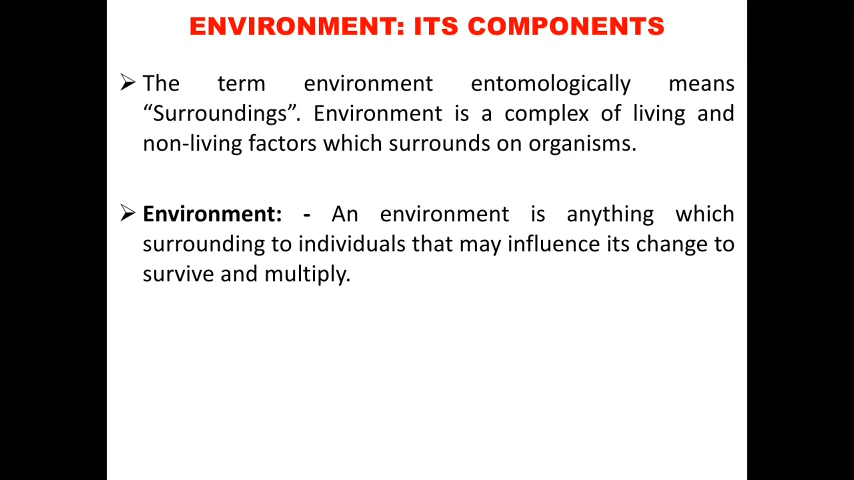 ENVIRONMENT: ITS COMPONENTS
➢ The term environment entomologically means
“Surroundings”. Environment is a complex of living and
non-living factors which surrounds on organisms.
➢ Environment: - An environment is anything which
surrounding to individuals that may influence its change to
survive and multiply.